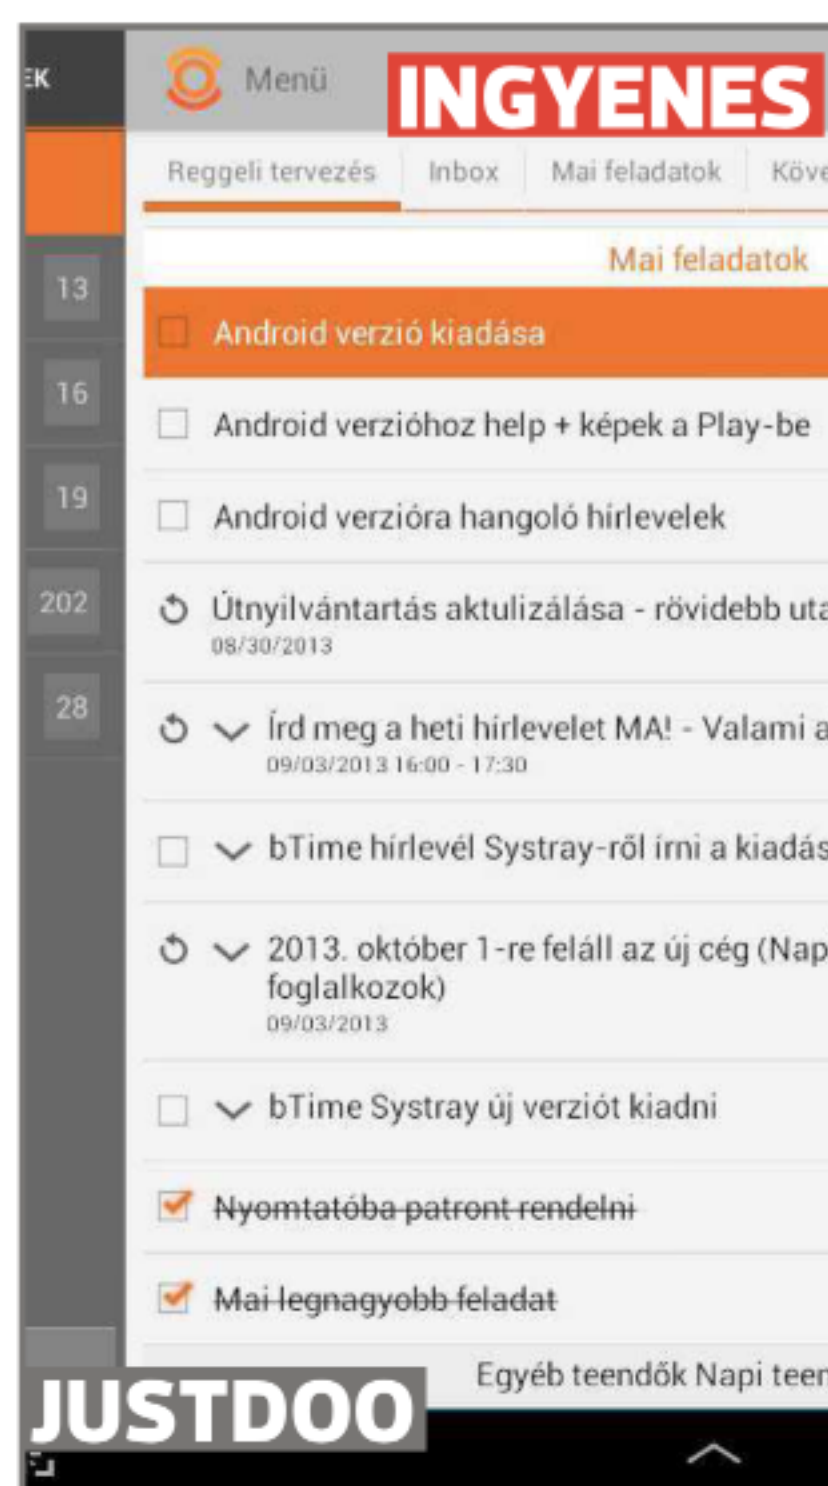 EK
Menü
INGYENES
Reggeli tervezés
Inbox
Mai feladatok
Köve
Mai feladatok
13
16
19
202
28
Android verzió kiadása
Android verzióhoz help + képek a Play-be
Android verzióra hangoló hírlevelek
Útnyilvántartás aktulizálása - rövidebb uta
08/30/2013
Írd meg a heti hírlevelet MA! - Valami a
09/03/2013 16:00 - 17:30
bTime hírlevél Systray-ről írni a kiadás
2013. október 1-re feláll az új cég (Nap
foglalkozok)
09/03/2013
bTime Systray új verziót kiadni
Nyomtatóba patront rendelni
Mai legnagyobb feladat
Egyéb teendők Napi teen
JUSTDOO